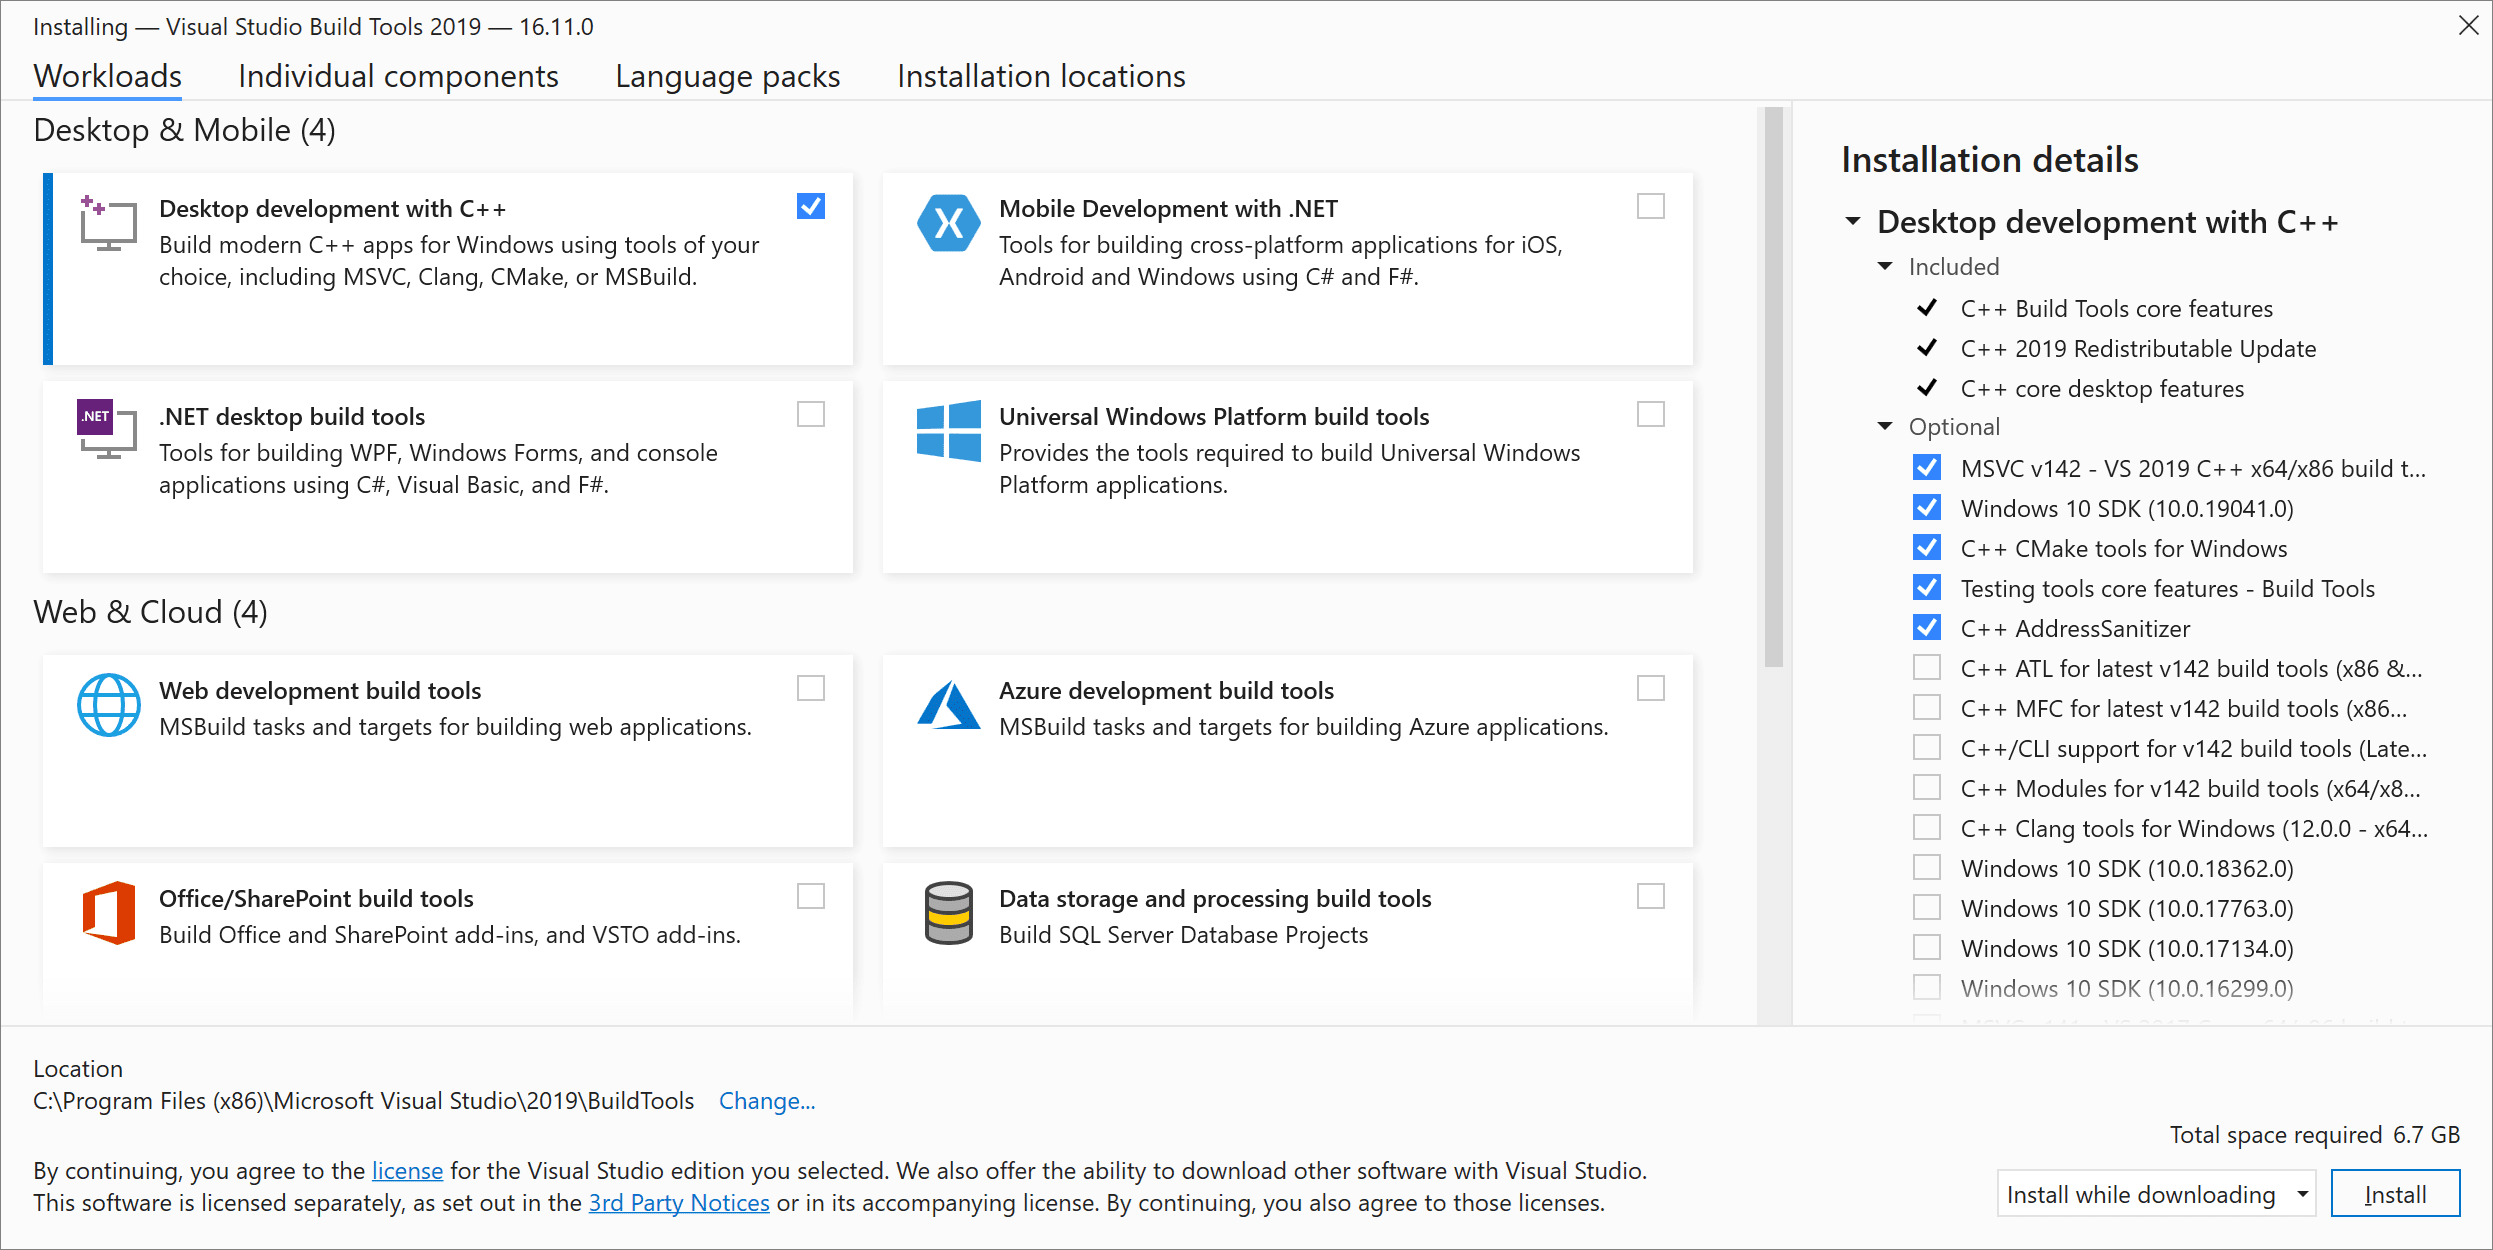 Installing — Visual Studio Build Tools 2019 — 16.11.0
Workloads
Individual components
Language packs
Installation locations
Desktop & Mobile (4)
Desktop development with C++
Build modern C++ apps for Windows using tools of your
choice, including MSVC, Clang, CMake, or MSBuild.
Mobile Development with .NET
Tools for building cross-platform applications for iOS,
Android and Windows using C# and F#.
.NET
.NET desktop build tools
Tools for building WPF, Windows Forms, and console
applications using C#, Visual Basic, and F#.
Universal Windows Platform build tools
Provides the tools required to build Universal Windows
Platform applications.
Web & Cloud (4)
Web development build tools
MSBuild tasks and targets for building web applications.
Azure development build tools
MSBuild tasks and targets for building Azure applications.
Office/SharePoint build tools
Build Office and SharePoint add-ins, and VSTO add-ins.
Data storage and processing build tools
Build SQL Server Database Projects
Installation details
Desktop development with C++
Included
C++ Build Tools core features
C++ 2019 Redistributable Update
C++ core desktop features
Optional
MSVC v142 - VS 2019 C++ x64/x86 build t...
Windows 10 SDK (10.0.19041.0)
C++ CMake tools for Windows
Testing tools core features - Build Tools
C++ AddressSanitizer
C++ ATL for latest v142 build tools (x86 &...
C++ MFC for latest v142 build tools (x86...
C++/CLI support for v142 build tools (Late...
C++ Modules for v142 build tools (x64/x8...
C++ Clang tools for Windows (12.0.0 - x64...
Windows 10 SDK (10.0.18362.0)
Windows 10 SDK (10.0.17763.0)
Windows 10 SDK (10.0.17134.0)
Windows 10 SDK (10.0.16299.0)
Location
C:\Program Files (x86)\Microsoft Visual Studio\2019\BuildTools
Change...
By continuing, you agree to the license for the Visual Studio edition you selected. We also offer the ability to download other software with Visual Studio.
This software is licensed separately, as set out in the 3rd Party Notices or in its accompanying license. By continuing, you also agree to those licenses.
Total space required 6.7 GB
Install while downloading
Install